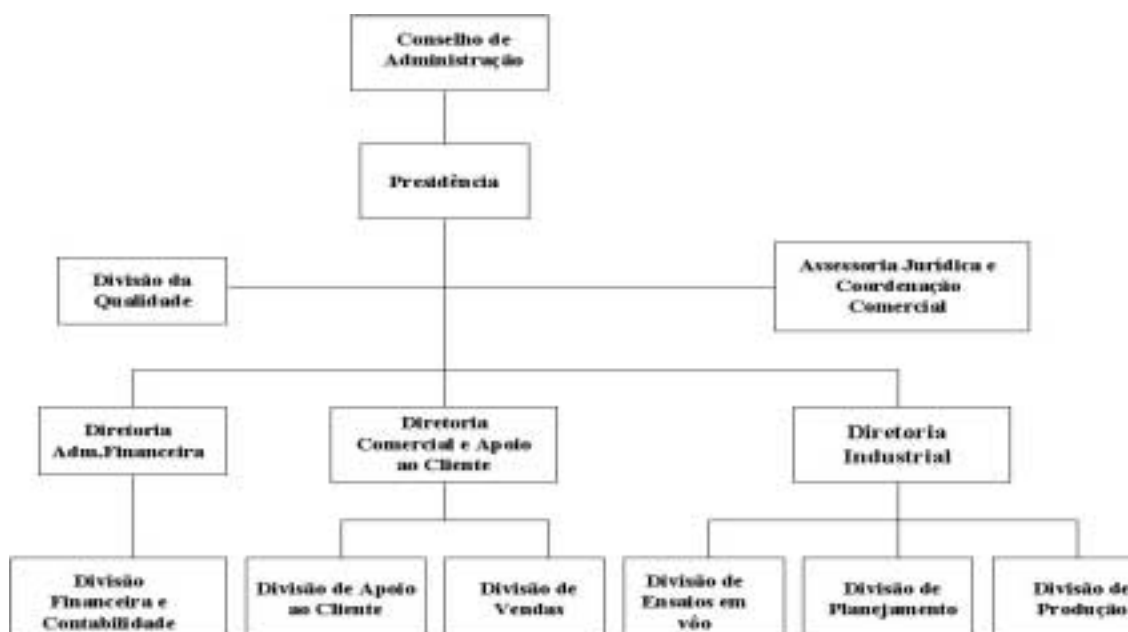 Conselho de
Administração
Presidência
Divisão da
Qualidade
Assessoria Jurídica e
Coordenação
Comercial
Diretoria
Adm.Financeira
Diretoria
Comercial e Apoio
ao Cliente
Diretoria
Industrial
Divisão
Financeira e
Contabilidade
Divisão de Apoio
ao Cliente
Divisão de
Vendas
Divisão de
Ensaios em
vôo
Divisão de
Planejamento
Divisão de
Produção